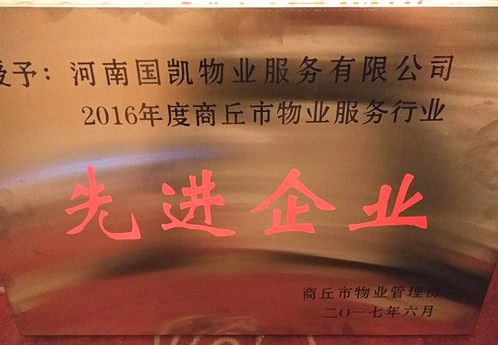 授予：河南国凯物业服务有限公司
2016年度商丘市物业服务行业
先进企业
商丘市物业管理协
二〇一七年六月